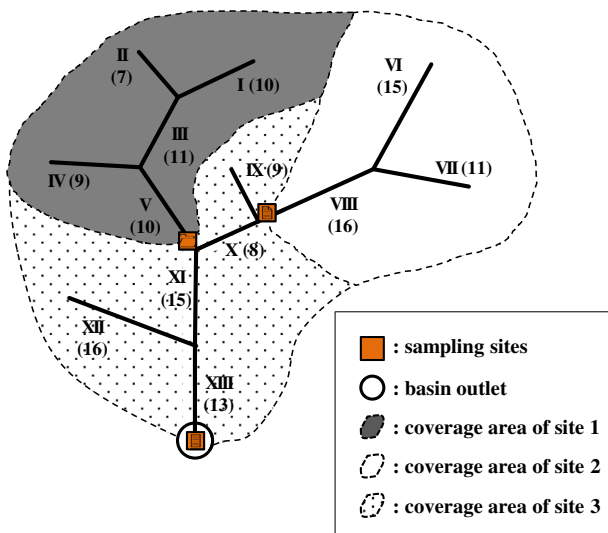 II
(7)
I (10)
VI
(15)
III
(11)
IX (9)
IV (9)
VII (11)
V
(10)
VIII
(16)
X (8)
XI
(15)
XII
(16)
XIII
(13)
: sampling sites
: basin outlet
: coverage area of site 1
: coverage area of site 2
: coverage area of site 3